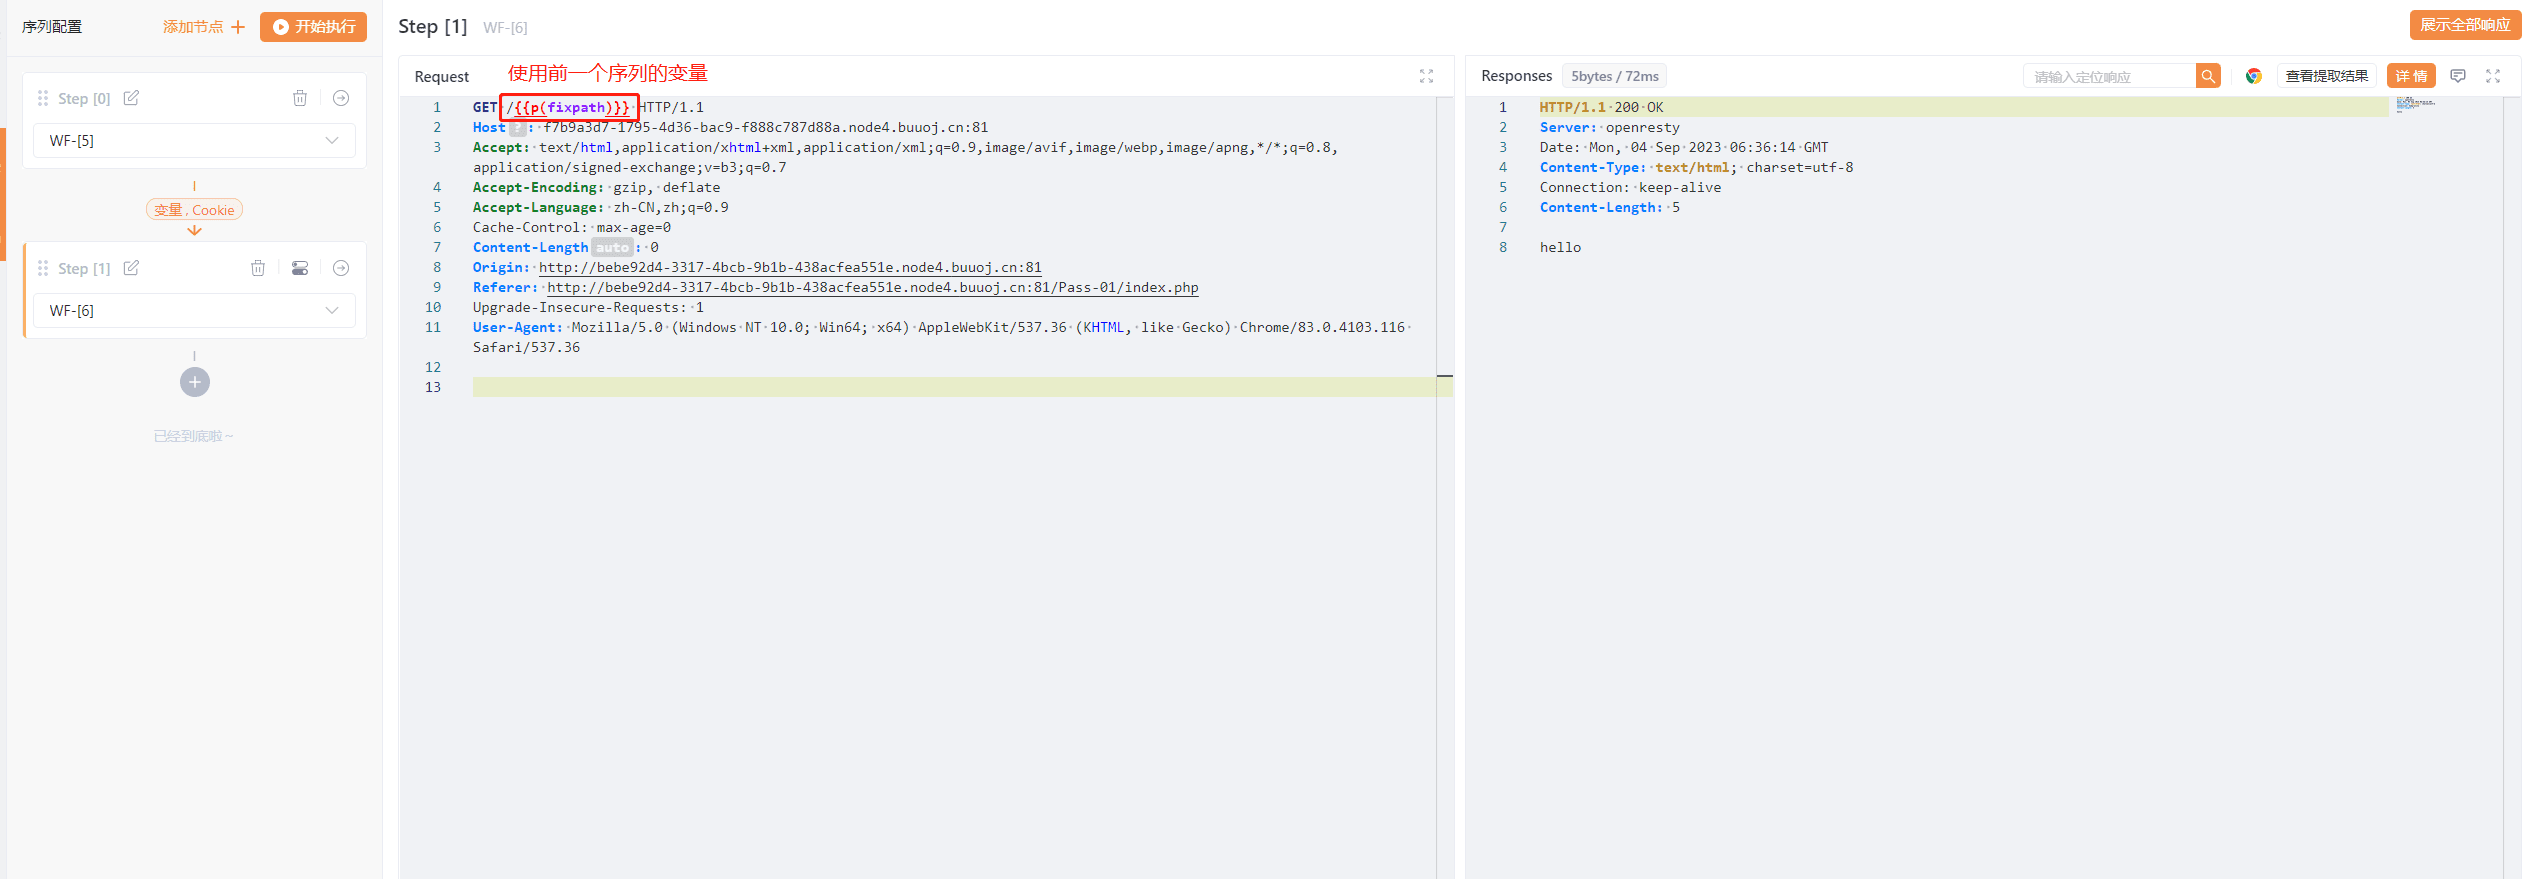 序列配置
添加节点
开始执行
Step [0]
WF-[5]
变量 , Cookie
Step [1]
WF-[6]
已经到底啦~
Step [1] WF-[6]
展示全部响应
Request
使用前一个序列的变量
1 GET /{{p(fixpath)}} HTTP/1.1
2 Host ? : f7b9a3d7-1795-4d36-bac9-f888c787d88a.node4.buuoj.cn:81
3 Accept: text/html,application/xhtml+xml,application/xml;q=0.9,image/avif,image/webp,image/apng,*/*;q=0.8,
application/signed-exchange;v=b3;q=0.7
4 Accept-Encoding: gzip, deflate
5 Accept-Language: zh-CN,zh;q=0.9
6 Cache-Control: max-age=0
7 Content-Length auto : 0
8 Origin: http://bebe92d4-3317-4bcb-9b1b-438acfea551e.node4.buuoj.cn:81
9 Referer: http://bebe92d4-3317-4bcb-9b1b-438acfea551e.node4.buuoj.cn:81/Pass-01/index.php
10 Upgrade-Insecure-Requests: 1
11 User-Agent: Mozilla/5.0 (Windows NT 10.0; Win64; x64) AppleWebKit/537.36 (KHTML, like Gecko) Chrome/83.0.4103.116
Safari/537.36
12
13
Responses 5bytes / 72ms
请输入定位响应
查看提取结果
详 情
1 HTTP/1.1 200 OK
2 Server: openresty
3 Date: Mon, 04 Sep 2023 06:36:14 GMT
4 Content-Type: text/html; charset=utf-8
5 Connection: keep-alive
6 Content-Length: 5
7
8 hello